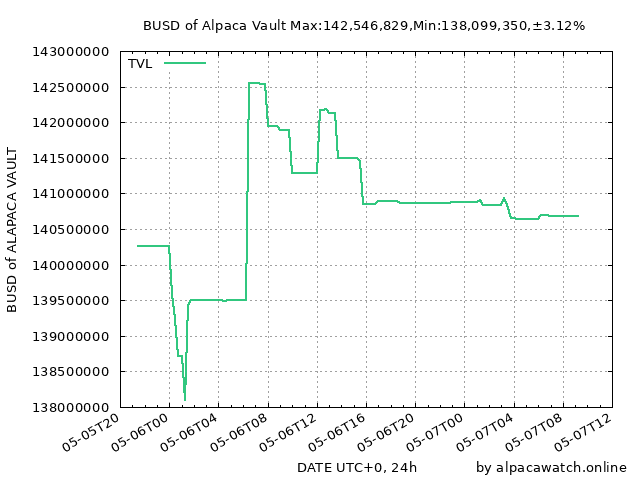 BUSD of Alpaca Vault Max:142,546,829,Min:138,099,350,±3.12%
TVL
143000000
142500000
142000000
141500000
141000000
140500000
140000000
139500000
139000000
138500000
138000000
BUSD of ALAPACA VAULT
05-05T20
05-06T00
05-06T04
05-06T08
05-06T12
05-06T16
05-06T20
05-07T00
05-07T04
05-07T08
05-07T12
DATE UTC+0, 24h
by alpacawatch.online